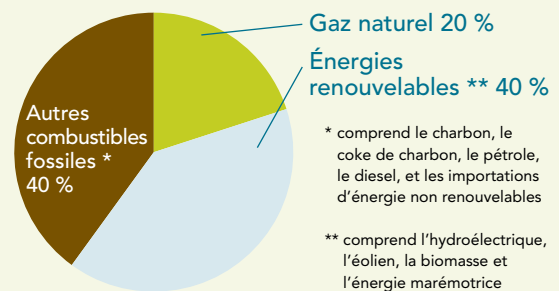 Gaz naturel 20 %
Énergies
renouvelables ** 40 %
Autres
combustibles
fossiles *
40 %
* comprend le charbon, le
coke de charbon, le pétrole,
le diesel, et les importations
d’énergie non renouvelables
** comprend l’hydroélectrique,
l’éolien, la biomasse et
l’énergie marémotrice